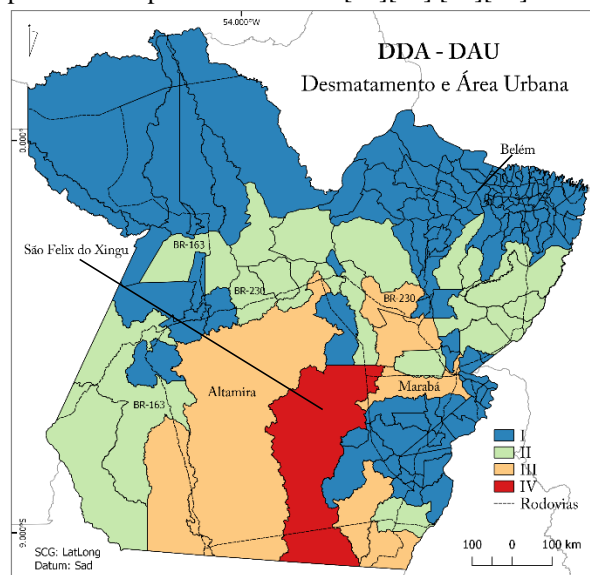 54.000°W
DDA - DAU
Desmatamento e Área Urbana
0.000°
Belém
São Felix do Xingu
BR-163
BR-230
BR-230
Altamira
Marabá
BR-163
I
II
III
IV
Rodovias
9.000°S
SCG: LatLong
Datum: Sad
100 0 100 km